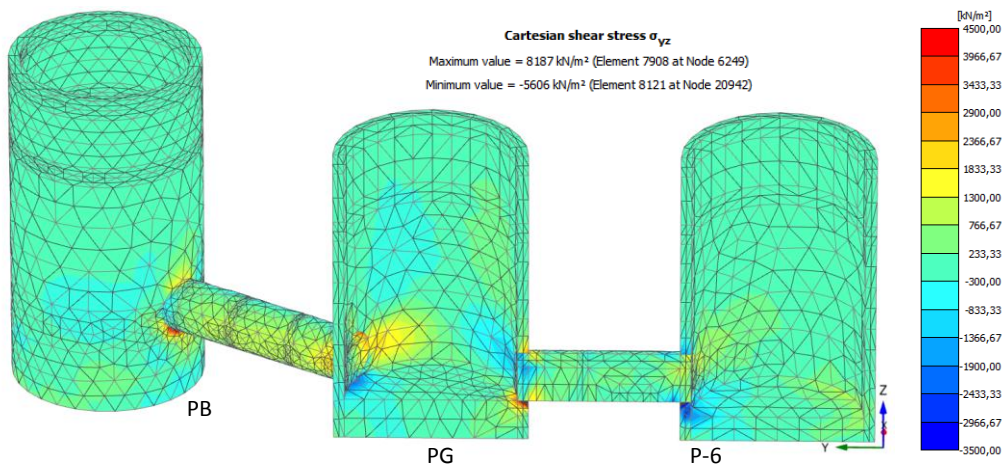 [kN/m²]
Cartesian shear stress σyz
Maximum value = 8187 kN/m² (Element 7908 at Node 6249)
Minimum value = -5606 kN/m² (Element 8121 at Node 20942)
4500,00
3966,67
3433,33
2900,00
2366,67
1833,33
1300,00
766,67
233,33
-300,00
-833,33
-1366,67
-1900,00
-2433,33
-2966,67
-3500,00
Z
X
Y
PB
PG
P-6